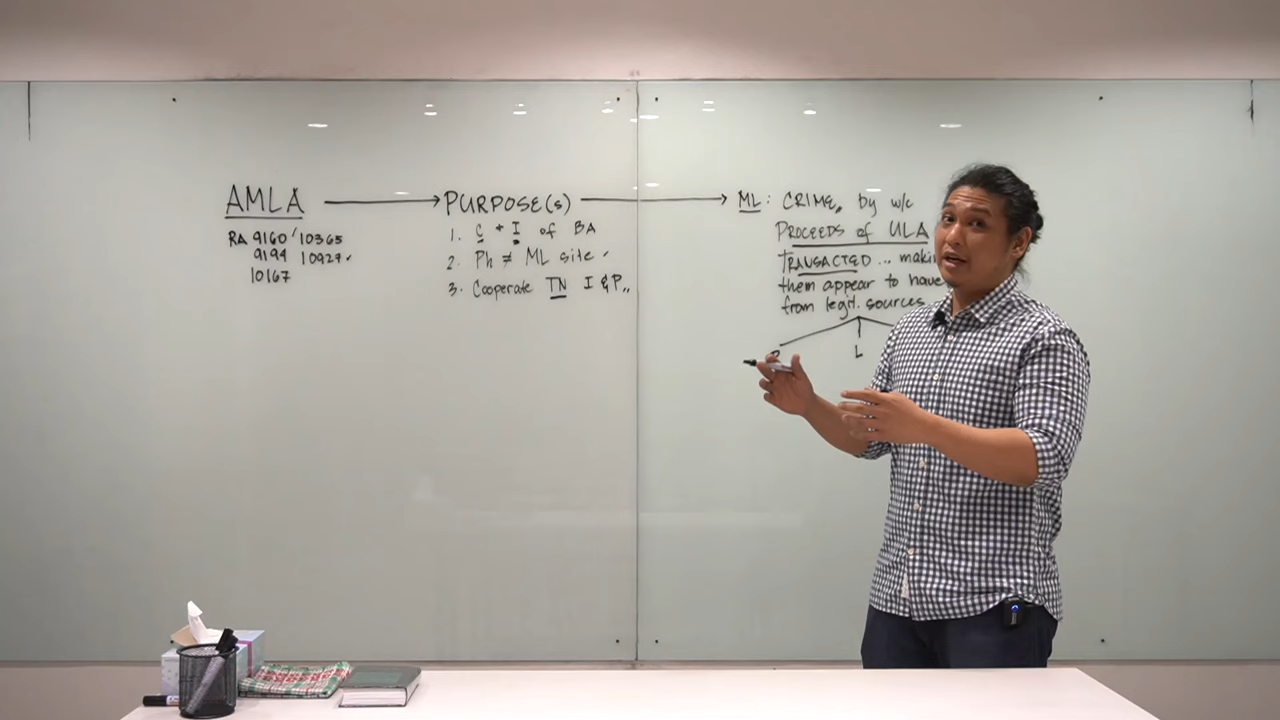 AMLA
RA 9160 / 10365
9194 10927
10167
PURPOSE(s)
1. C + I of BA
2. Ph ≠ ML site
3. Cooperate TN I & P
ML: CRIME, by w/c
PROCEEDS of ULA
TRANSACTED ... makin
them appear to have
from legit. sources
L